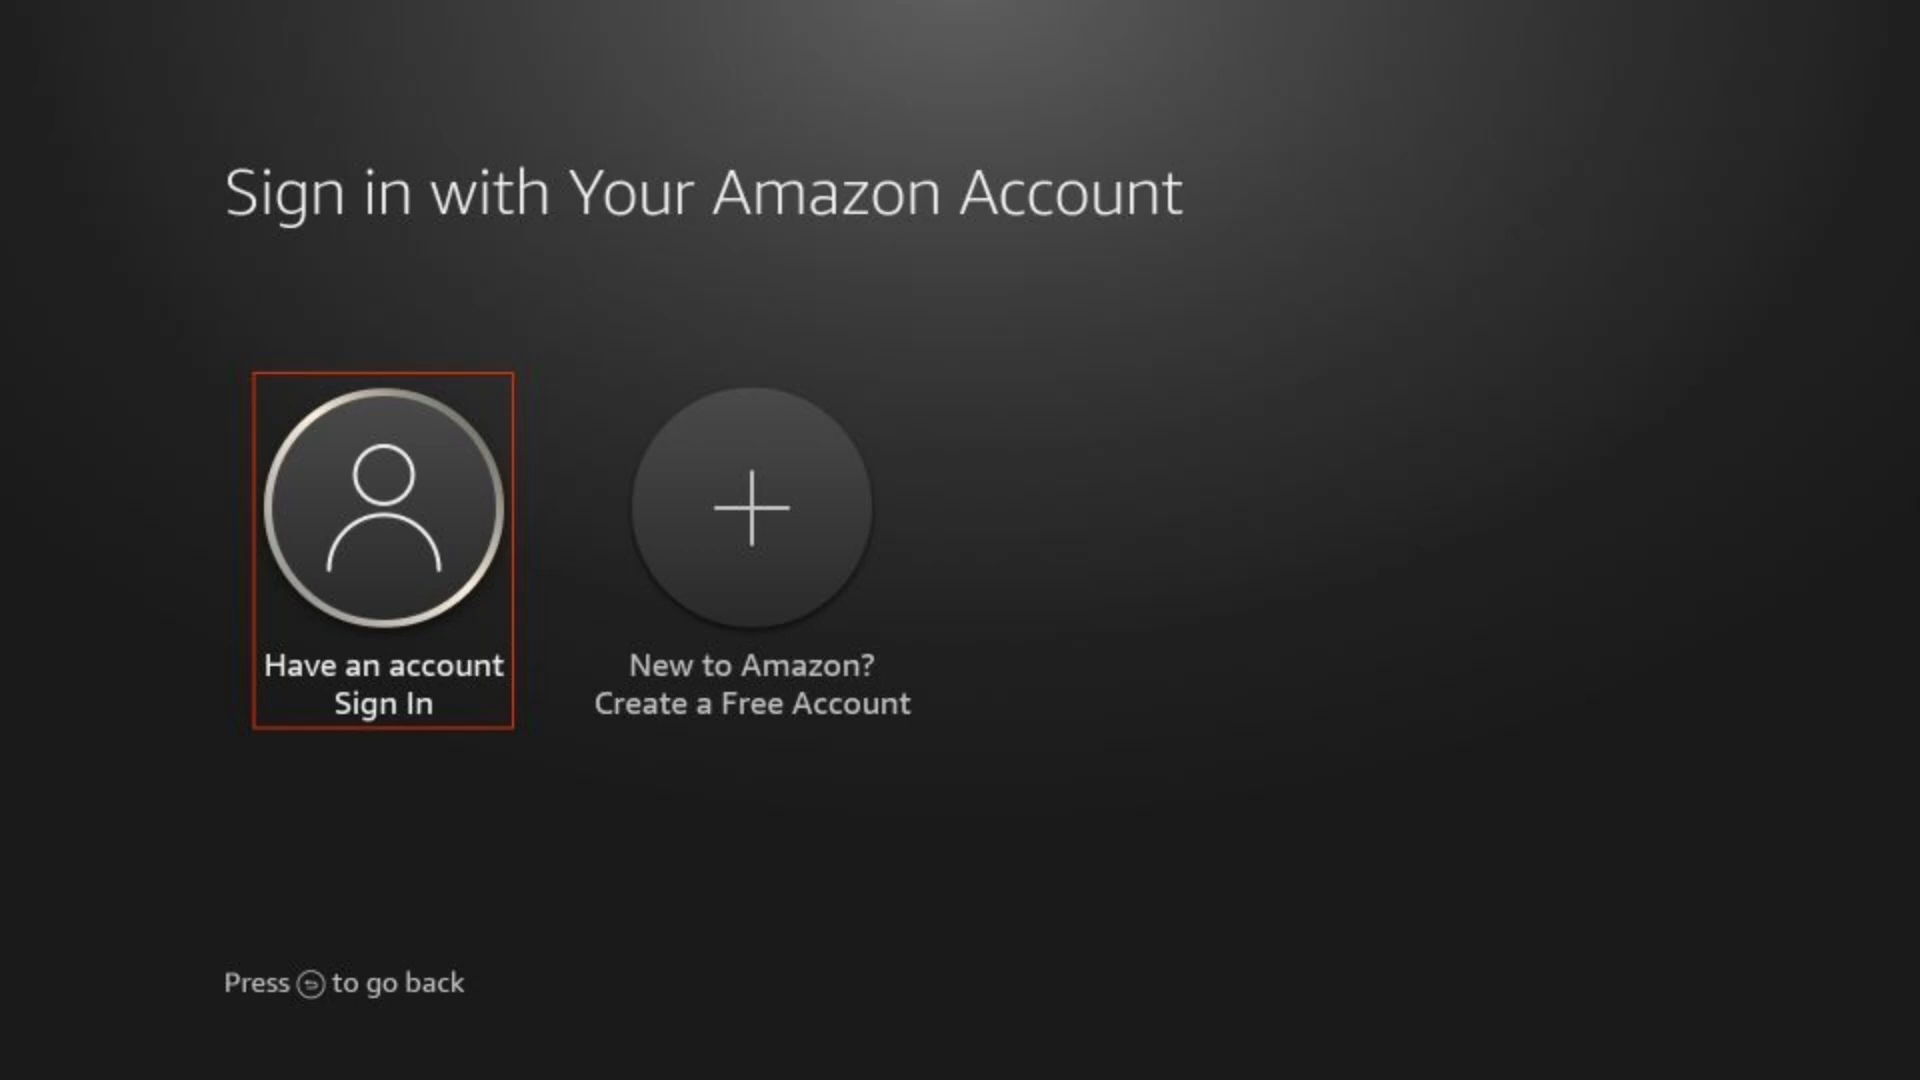 Sign in with Your Amazon Account
Have an account
Sign In
New to Amazon?
Create a Free Account
Press to go back